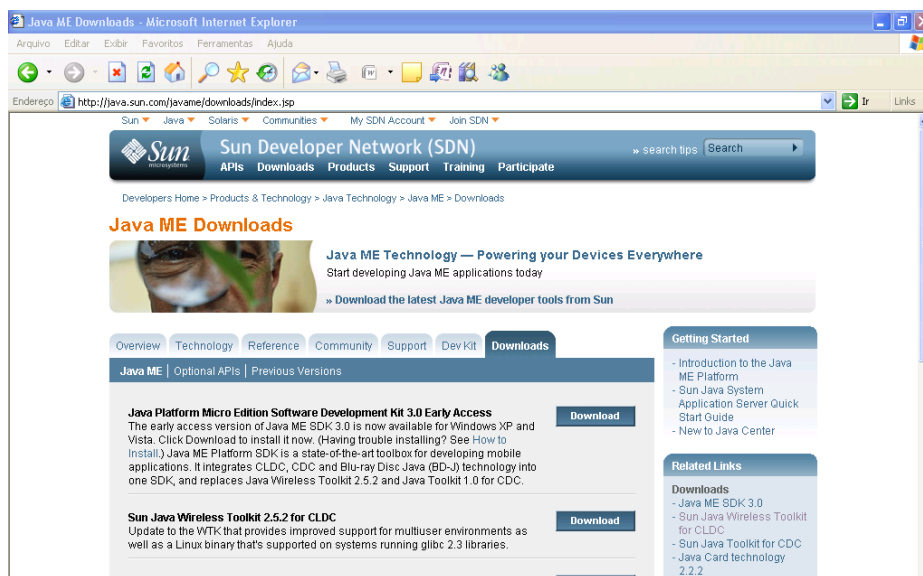 Java ME Downloads - Microsoft Internet Explorer
Arquivo Editar Exibir Favoritos Ferramentas Ajuda
Endereço http://java.sun.com/javame/downloads/index.jsp Ir Links
Sun Java Solaris Communities My SDN Account Join SDN
Sun microsystems
Sun Developer Network (SDN)
» search tips Search
APIs Downloads Products Support Training Participate
Developers Home > Products & Technology > Java Technology > Java ME > Downloads
Java ME Downloads
Java ME Technology — Powering your Devices Everywhere
Start developing Java ME applications today
» Download the latest Java ME developer tools from Sun
Overview Technology Reference Community Support Dev Kit Downloads
Java ME | Optional APIs | Previous Versions
Java Platform Micro Edition Software Development Kit 3.0 Early Access
Download
The early access version of Java ME SDK 3.0 is now available for Windows XP and
Vista. Click Download to install it now. (Having trouble installing? See How to
Install.) Java ME Platform SDK is a state-of-the-art toolbox for developing mobile
applications. It integrates CLDC, CDC and Blu-ray Disc Java (BD-J) technology into
one SDK, and replaces Java Wireless Toolkit 2.5.2 and Java Toolkit 1.0 for CDC.
Sun Java Wireless Toolkit 2.5.2 for CLDC
Download
Update to the WTK that provides improved support for multiuser environments as
well as a Linux binary that's supported on systems running glibc 2.3 libraries.
Getting Started
- Introduction to the Java
ME Platform
- Sun Java System
Application Server Quick
Start Guide
- New to Java Center
Related Links
Downloads
- Java ME SDK 3.0
- Sun Java Wireless Toolkit
for CLDC
- Sun Java Toolkit for CDC
- Java Card technology
2.2.2